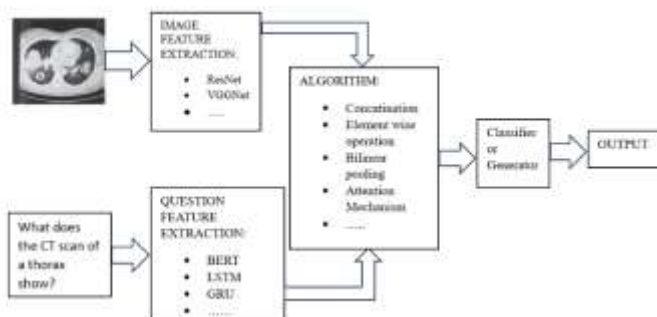 IMAGE
FEATURE
EXTRACTION:
• ResNet
• VGGNet
• .....
ALGORITHM:
• Concatination
• Element wise
operation
• Bilinear
pooling
• Attention
Mechanism
• ......
Classifier
or
Generator
OUTPUT
What does
the CT scan of
a thorax
show?
QUESTION
FEATURE
EXTRACTION:
• BERT
• LSTM
• GRU
• ......